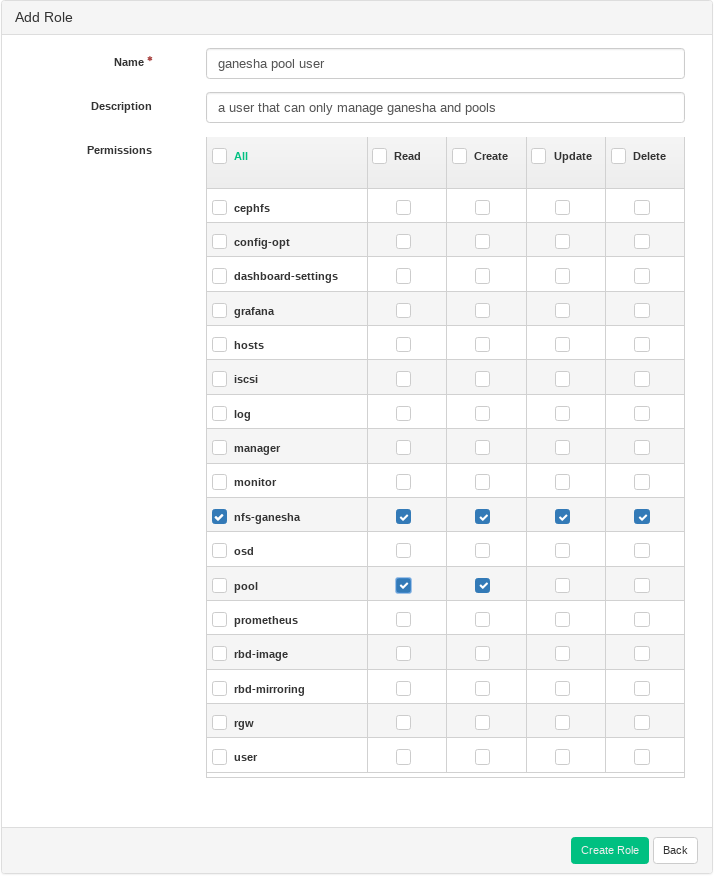 Add Role
Name *
ganesha pool user
Description
a user that can only manage ganesha and pools
Permissions
All Read Create Update Delete
cephfs
config-opt
dashboard-settings
grafana
hosts
iscsi
log
manager
monitor
nfs-ganesha
osd
pool
prometheus
rbd-image
rbd-mirroring
rgw
user
Create Role Back